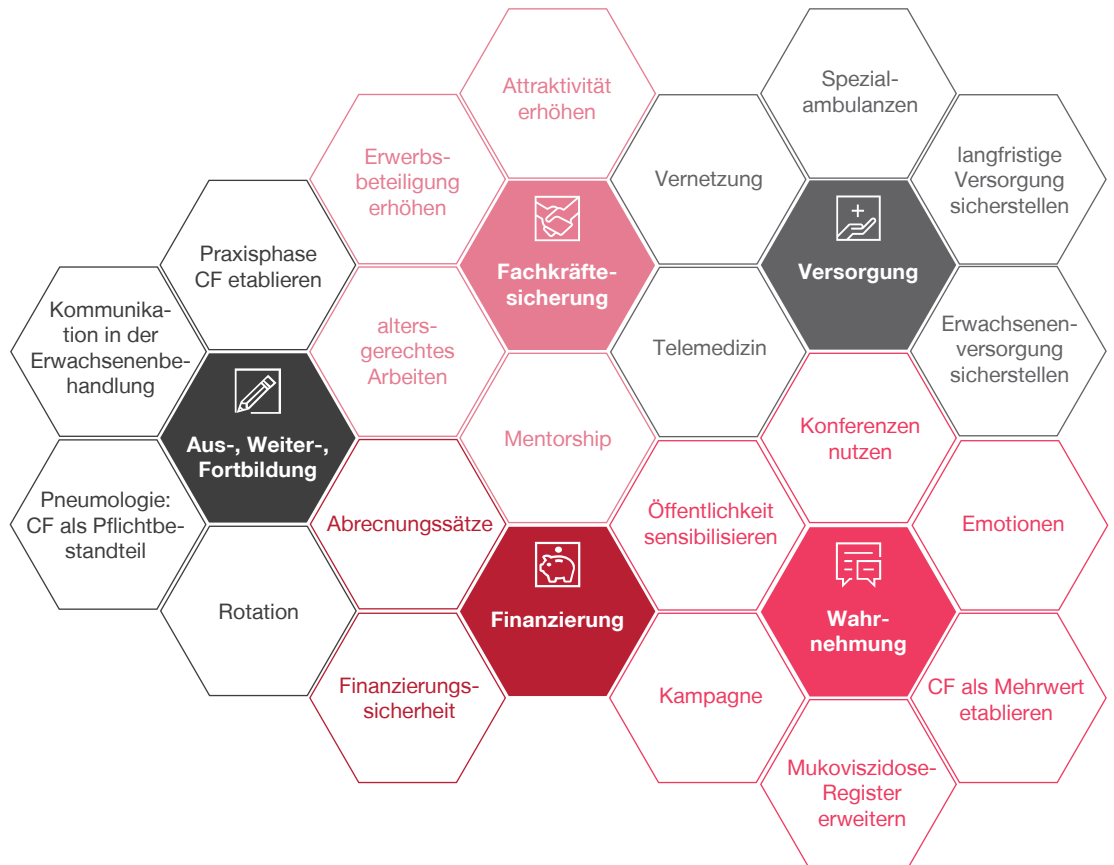 Attraktivität
erhöhen
Spezial-
ambulanzen
Erwerbs-
beteiligung
erhöhen
Vernetzung
langfristige
Versorgung
sicherstellen
Praxisphase
CF etablieren
Fachkräfte-
sicherung
Versorgung
Kommunika-
tion in der
Erwachsenenbe-
handlung
alters-
gerechtes
Arbeiten
Telemedizin
Erwachsenen-
versorgung
sicherstellen
Aus-, Weiter-,
Fortbildung
Mentorship
Konferenzen
nutzen
Pneumologie:
CF als Pflichtbe-
standteil
Abrecnungssätze
Öffentlichkeit
sensibilisieren
Emotionen
Rotation
Finanzierung
Wahr-
nehmung
Finanzierungs-
sicherheit
Kampagne
CF als Mehrwert
etablieren
Mukoviszidose-
Register
erweitern